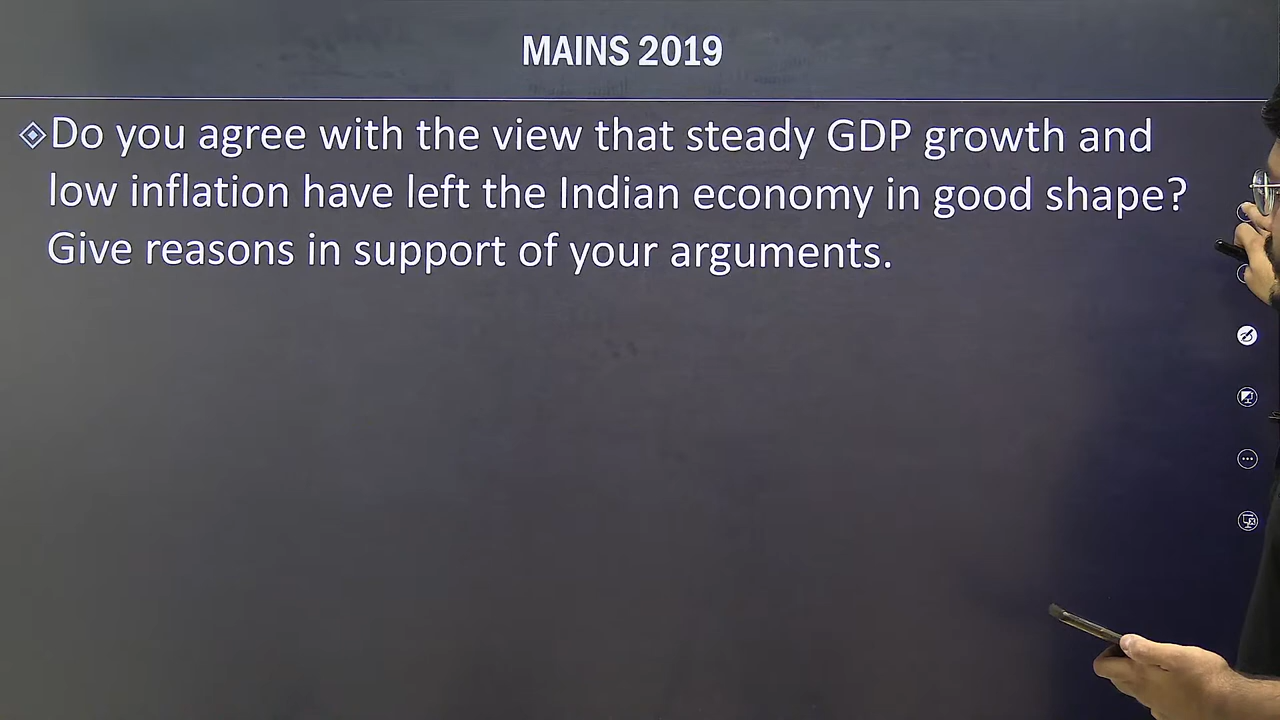 MAINS 2019
Do you agree with the view that steady GDP growth and
low inflation have left the Indian economy in good shape?
Give reasons in support of your arguments.